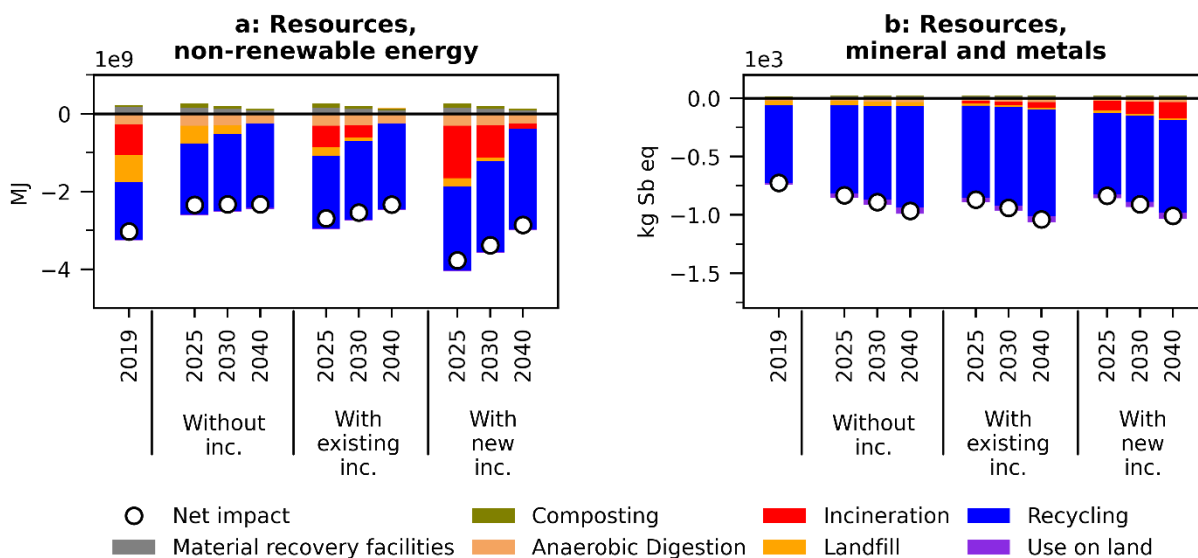 a: Resources,
non-renewable energy
1e9
0
−2
−4
MJ
2019
2025
2030
2040
2025
2030
2040
2025
2030
2040
Without
inc.
With
existing
inc.
With
new
inc.
b: Resources,
mineral and metals
1e3
0.0
−0.5
−1.0
−1.5
kg Sb eq
2019
2025
2030
2040
2025
2030
2040
2025
2030
2040
Without
inc.
With
existing
inc.
With
new
inc.
Net impact
Composting
Incineration
Recycling
Material recovery facilities
Anaerobic Digestion
Landfill
Use on land